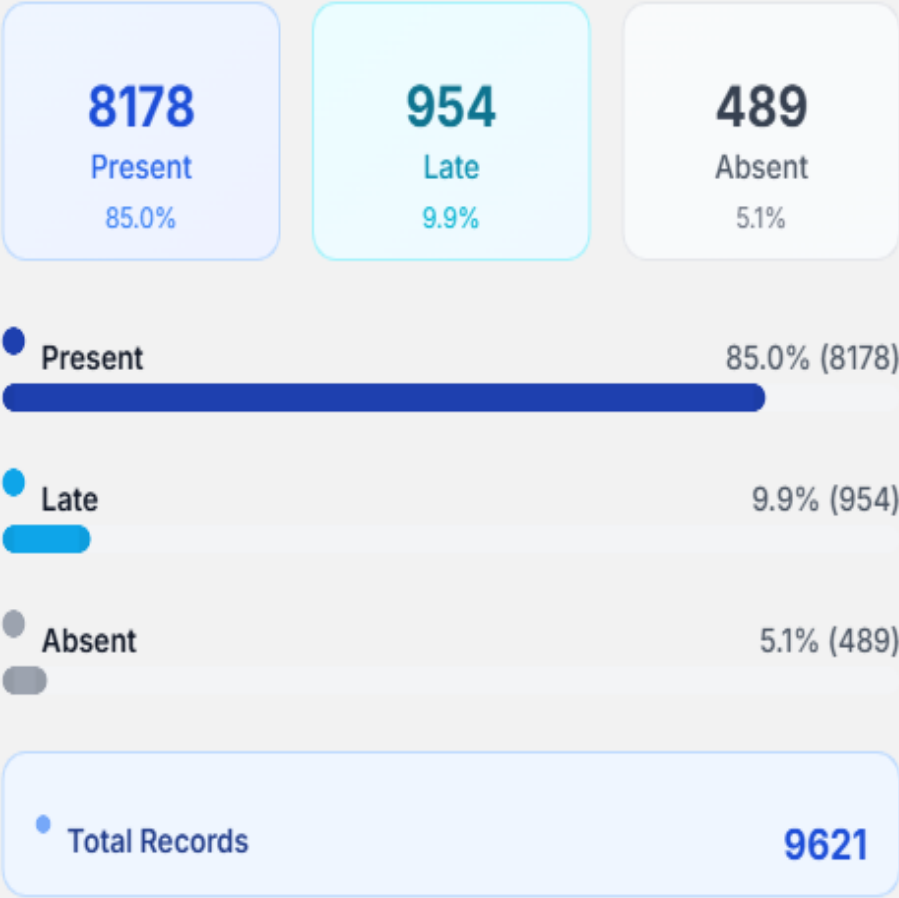 8178
Present
85.0%
954
Late
9.9%
489
Absent
5.1%
Present 85.0% (8178)
Late 9.9% (954)
Absent 5.1% (489)
Total Records 9621